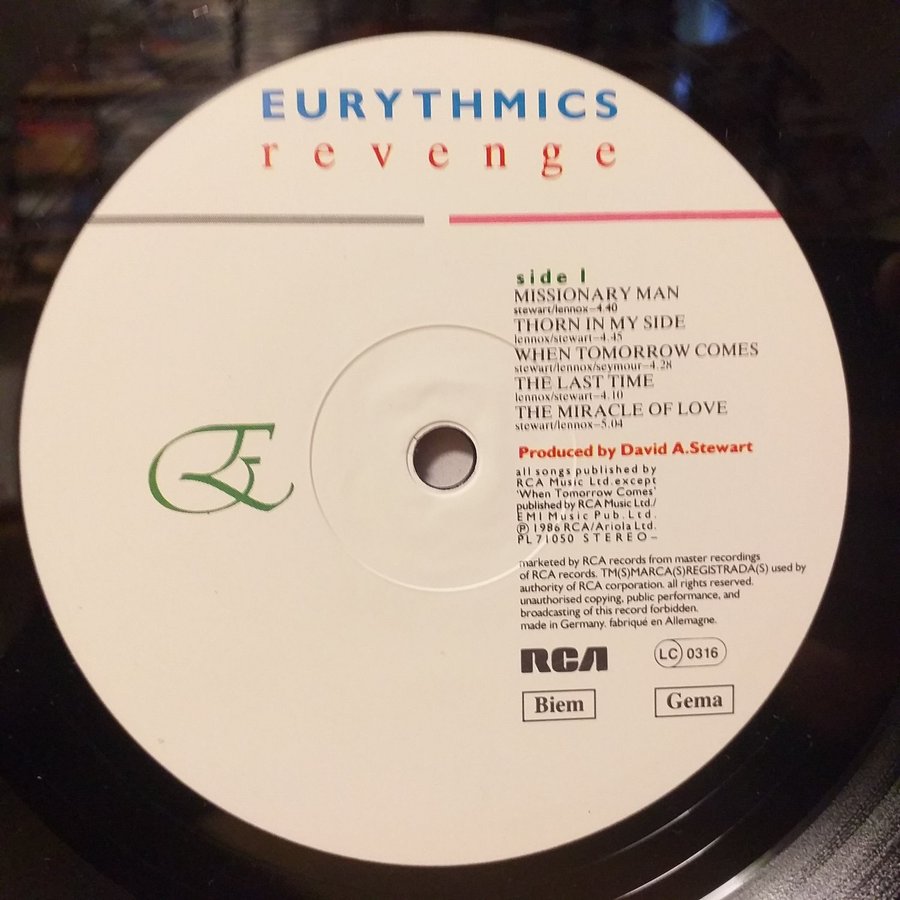 EURYTHMICS
revenge
side 1
MISSIONARY MAN
stewart/lennox–4.40
THORN IN MY SIDE
lennox/stewart–4.45
WHEN TOMORROW COMES
stewart/lennox/seymour–4.28
THE LAST TIME
lennox/stewart–4.10
THE MIRACLE OF LOVE
stewart/lennox–5.04
Produced by David A.Stewart
all songs published by
RCA Music Ltd.except
'When Tomorrow Comes'
published by RCA Music Ltd./
EMI Music Pub. Ltd.
Ⓟ 1986 RCA/Ariola Ltd.
PL 71050 STEREO–
marketed by RCA records from master recordings
of RCA records. TM(S)MARCA(S)REGISTRADA(S) used by
authority of RCA corporation. all rights reserved.
unauthorised copying, public performance, and
broadcasting of this record forbidden.
made in Germany. fabriqué en Allemagne.
RCA
LC 0316
Biem
Gema